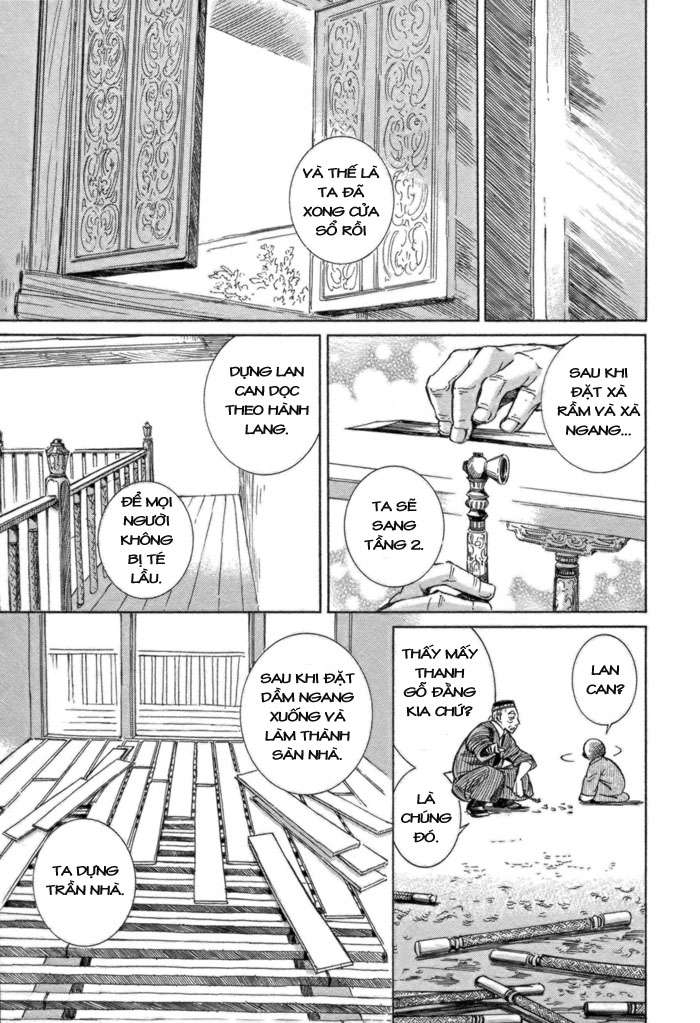 VÀ THẾ LÀ
TA ĐÃ
XONG CỬA
SỔ RỒI
SAU KHI
ĐẶT XÀ
RẦM VÀ XÀ
NGANG...
TA SẼ
SANG
TẦNG 2.
DỰNG LAN
CAN DỌC
THEO HÀNH
LANG.
ĐỂ MỌI
NGƯỜI
KHÔNG
BỊ TÉ
LẦU.
LAN
CAN?
THẤY MẤY
THANH
GỖ ĐẰNG
KIA CHỨ?
LÀ
CHÚNG
ĐÓ.
SAU KHI ĐẶT
DẦM NGANG
XUỐNG VÀ
LÀM THÀNH
SÀN NHÀ.
TA DỰNG
TRẦN NHÀ.